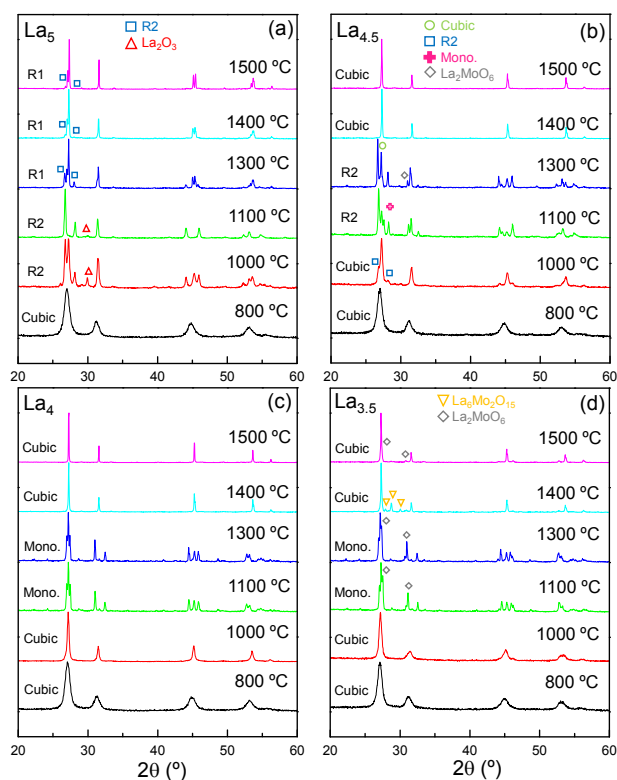 La5 R2 (a)
La2O3
R1 1500 ºC
R1 1400 ºC
R1 1300 ºC
R2 1100 ºC
R2 1000 ºC
Cubic 800 ºC
20 30 40 50 60
La4.5 Cubic (b)
R2
Mono.
La2MoO6
Cubic 1500 ºC
Cubic 1400 ºC
R2 1300 ºC
R2 1100 ºC
Cubic 1000 ºC
Cubic 800 ºC
20 30 40 50 60
La4 (c)
Cubic 1500 ºC
Cubic 1400 ºC
Mono. 1300 ºC
Mono. 1100 ºC
Cubic 1000 ºC
Cubic 800 ºC
20 30 40 50 60
2θ (º)
La3.5 La6Mo2O15 (d)
La2MoO6
Cubic 1500 ºC
Cubic 1400 ºC
Mono. 1300 ºC
Mono. 1100 ºC
Cubic 1000 ºC
Cubic 800 ºC
20 30 40 50 60
2θ (º)